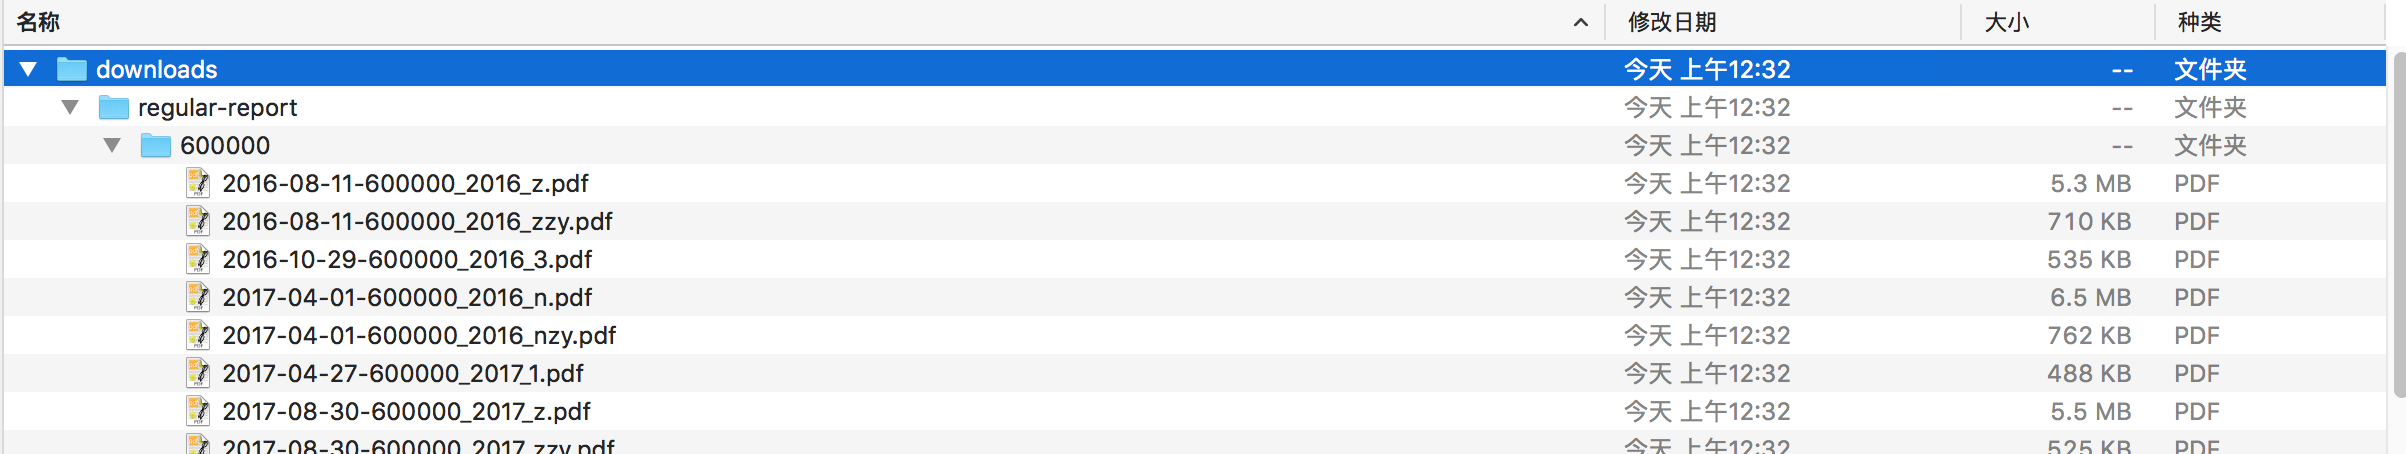 名称 修改日期 大小 种类
downloads 今天 上午12:32 -- 文件夹
regular-report 今天 上午12:32 -- 文件夹
600000 今天 上午12:32 -- 文件夹
2016-08-11-600000_2016_z.pdf 今天 上午12:32 5.3 MB PDF
2016-08-11-600000_2016_zzy.pdf 今天 上午12:32 710 KB PDF
2016-10-29-600000_2016_3.pdf 今天 上午12:32 535 KB PDF
2017-04-01-600000_2016_n.pdf 今天 上午12:32 6.5 MB PDF
2017-04-01-600000_2016_nzy.pdf 今天 上午12:32 762 KB PDF
2017-04-27-600000_2017_1.pdf 今天 上午12:32 488 KB PDF
2017-08-30-600000_2017_z.pdf 今天 上午12:32 5.5 MB PDF
2017-08-30-600000_2017_zzy.pdf 今天 上午12:32 525 KB PDF